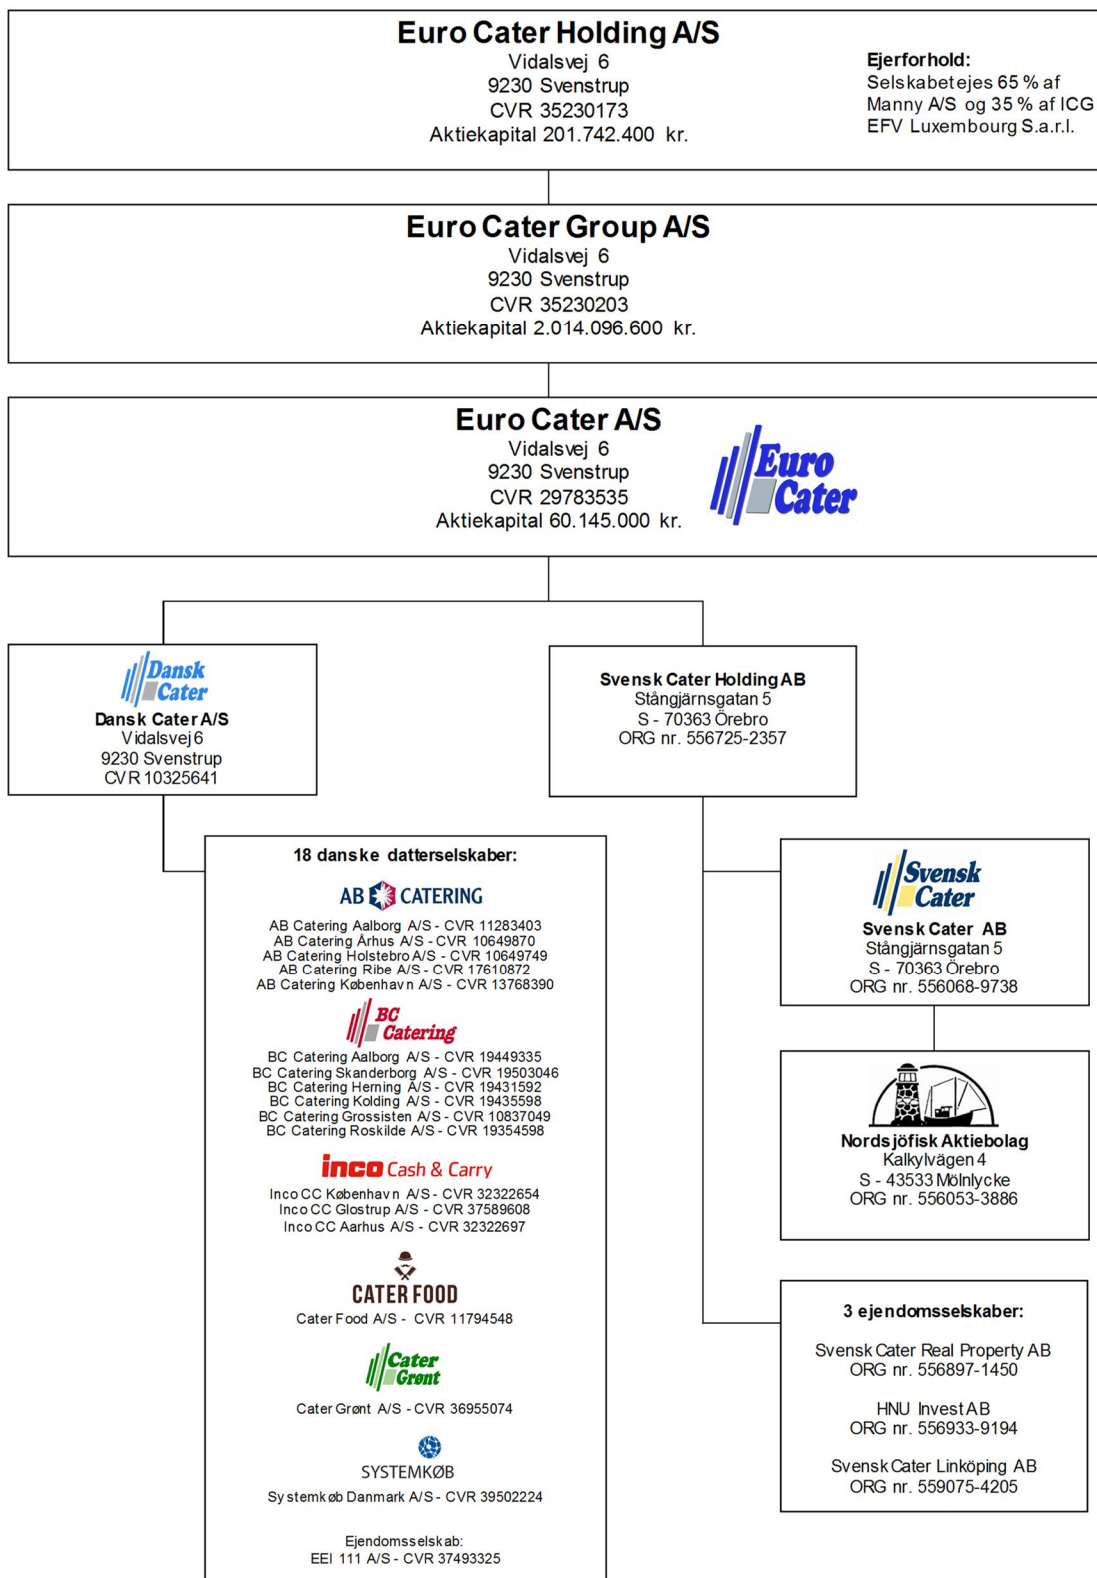 Euro Cater Holding A/S
Vidalsvej 6
9230 Svenstrup
CVR 35230173
Aktiekapital 201.742.400 kr.
Ejerforhold:
Selskabet ejes 65 % af
Manny A/S og 35 % af ICG
EFV Luxembourg S.a.r.l.
Euro Cater Group A/S
Vidalsvej 6
9230 Svenstrup
CVR 35230203
Aktiekapital 2.014.096.600 kr.
Euro Cater A/S
Vidalsvej 6
9230 Svenstrup
CVR 29783535
Aktiekapital 60.145.000 kr.
Euro
Cater
Dansk
Cater
Dansk Cater A/S
Vidalsvej 6
9230 Svenstrup
CVR 10325641
Svensk Cater Holding AB
Stångjärnsgatan 5
S - 70363 Örebro
ORG nr. 556725-2357
18 danske datterselskaber:
AB CATERING
AB Catering Aalborg A/S - CVR 11283403
AB Catering Århus A/S - CVR 10649870
AB Catering Holstebro A/S - CVR 10649749
AB Catering Ribe A/S - CVR 17610872
AB Catering København A/S - CVR 13768390
BC
Catering
BC Catering Aalborg A/S - CVR 19449335
BC Catering Skanderborg A/S - CVR 19503046
BC Catering Herning A/S - CVR 19431592
BC Catering Kolding A/S - CVR 19435598
BC Catering Grossisten A/S - CVR 10837049
BC Catering Roskilde A/S - CVR 19354598
inco Cash & Carry
Inco CC København A/S - CVR 32322654
Inco CC Glostrup A/S - CVR 37589608
Inco CC Aarhus A/S - CVR 32322697
CATER FOOD
Cater Food A/S - CVR 11794548
Cater
Grønt
Cater Grønt A/S - CVR 36955074
SYSTEMKØB
Systemkøb Danmark A/S - CVR 39502224
Ejendomsselskab:
EEI 111 A/S - CVR 37493325
Svensk
Cater
Svensk Cater AB
Stångjärnsgatan 5
S - 70363 Örebro
ORG nr. 556068-9738
Nordsjöfisk Aktiebolag
Kalkylvägen 4
S - 43533 Mölnlycke
ORG nr. 556053-3886
3 ejendomsselskaber:
Svensk Cater Real Property AB
ORG nr. 556897-1450
HNU Invest AB
ORG nr. 556933-9194
Svensk Cater Linköping AB
ORG nr. 559075-4205